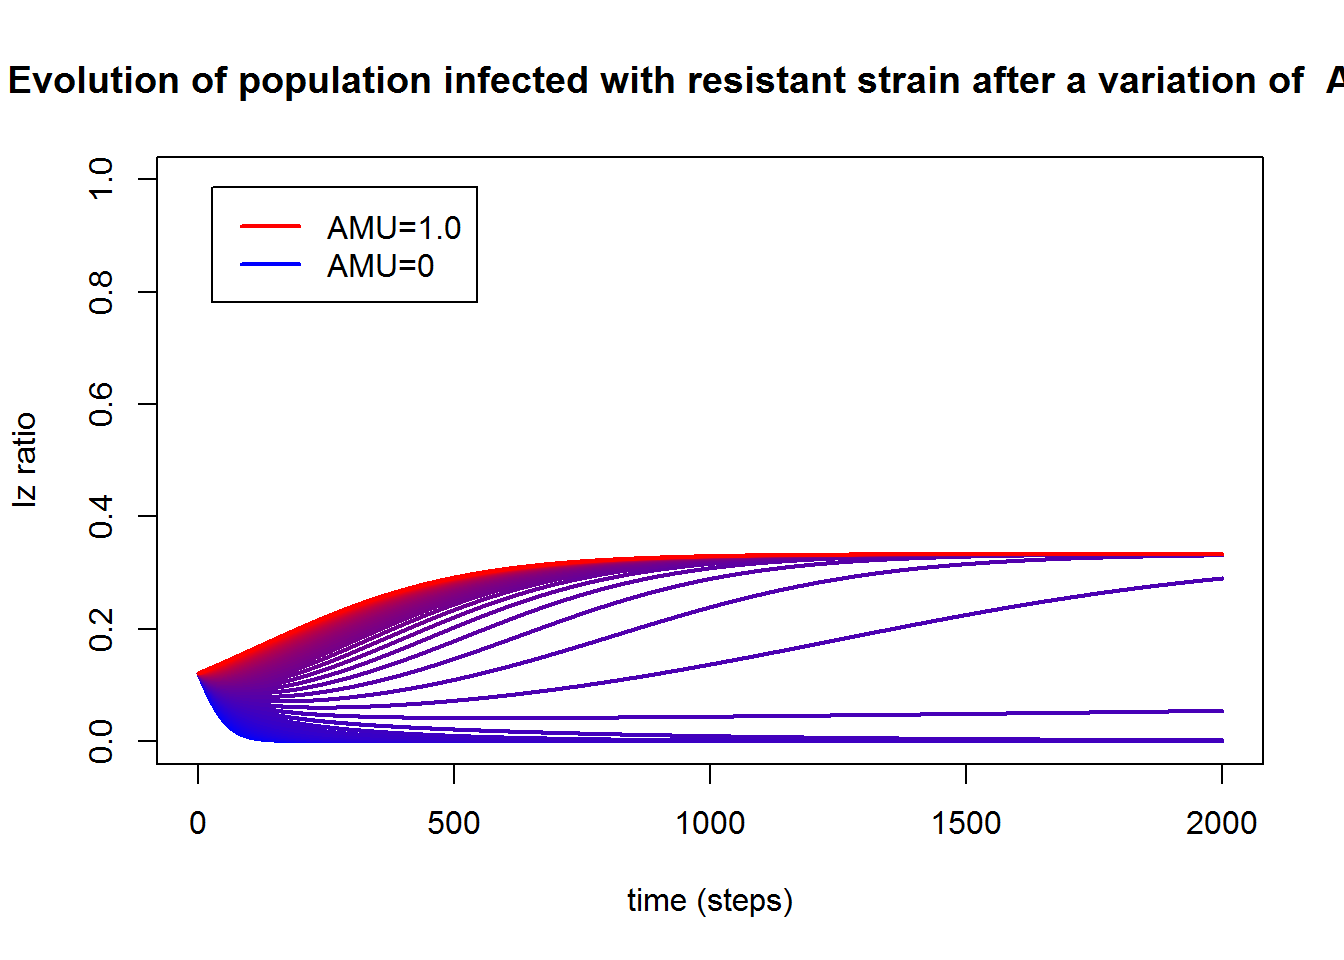 Evolution of population infected with resistant strain after a variation of A
AMU=1.0
AMU=0
1.0
0.8
0.6
0.4
0.2
0.0
Iz ratio
0 500 1000 1500 2000
time (steps)